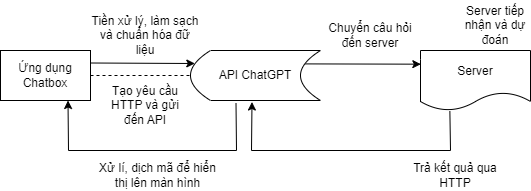 Tiền xử lý, làm sạch
và chuẩn hóa dữ
liệu
Chuyển câu hỏi
đến server
Server tiếp
nhận và dự
đoán
Ứng dụng
Chatbox
API ChatGPT
Server
Tạo yêu cầu
HTTP và gửi
đến API
Xử lí, dịch mã để hiển
thị lên màn hình
Trả kết quả qua
HTTP